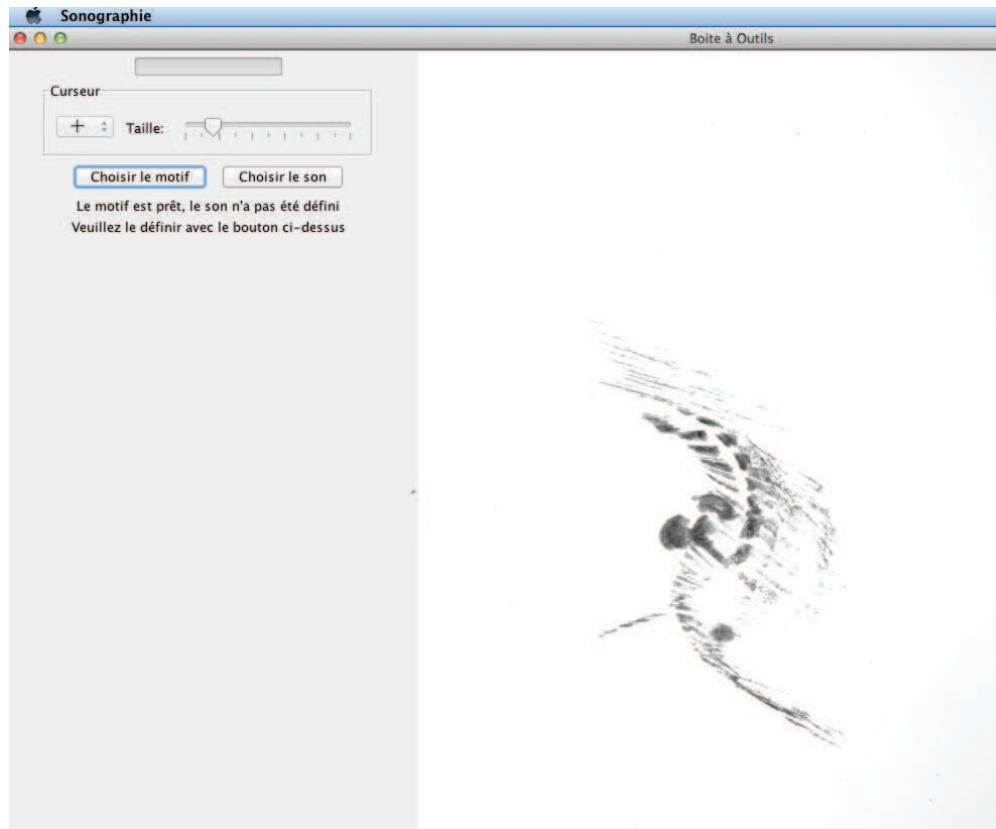 Sonographie
Boite à Outils
Curseur
Taille:
Choisir le motif Choisir le son
Le motif est prêt, le son n'a pas été défini
Veuillez le définir avec le bouton ci-dessus